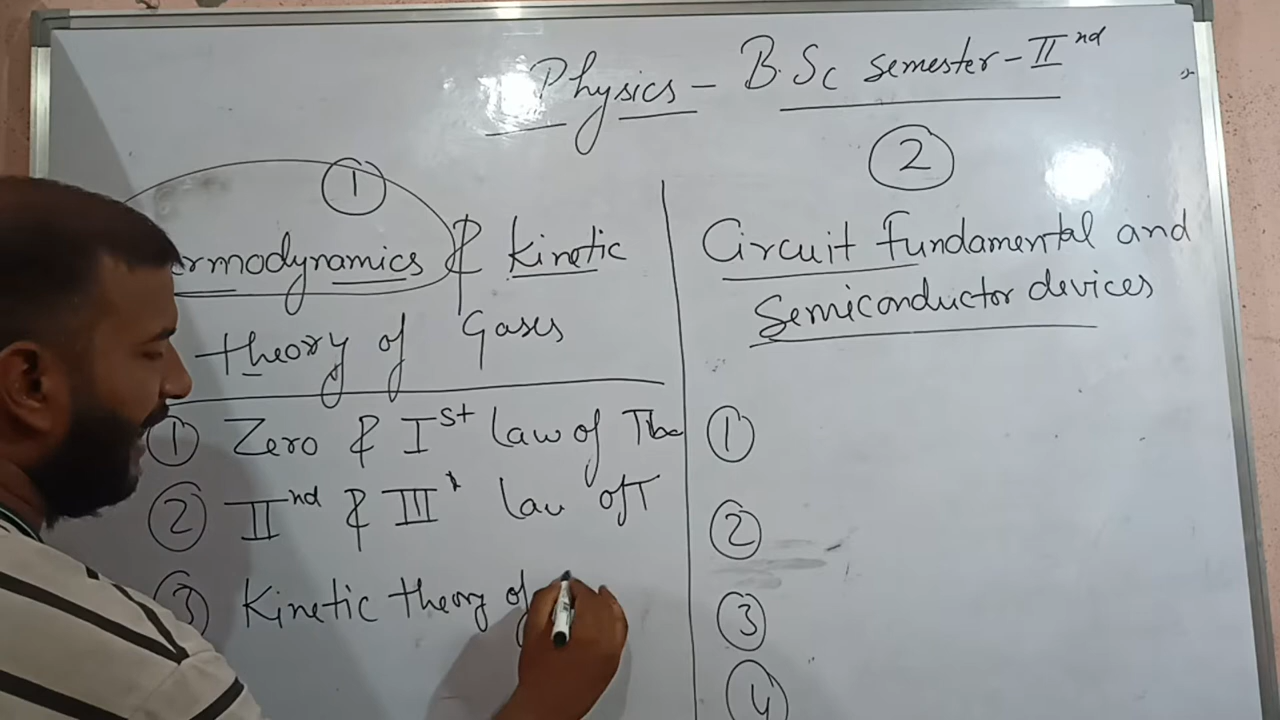 Physics - B.Sc semester - IInd
①
ermodynamics & kinetic
theory of Gases
① Zero & Ist law of The
② IInd & III law of T
③ Kinetic theory of
②
Circuit Fundamental and
Semiconductor devices
①
②
③
④